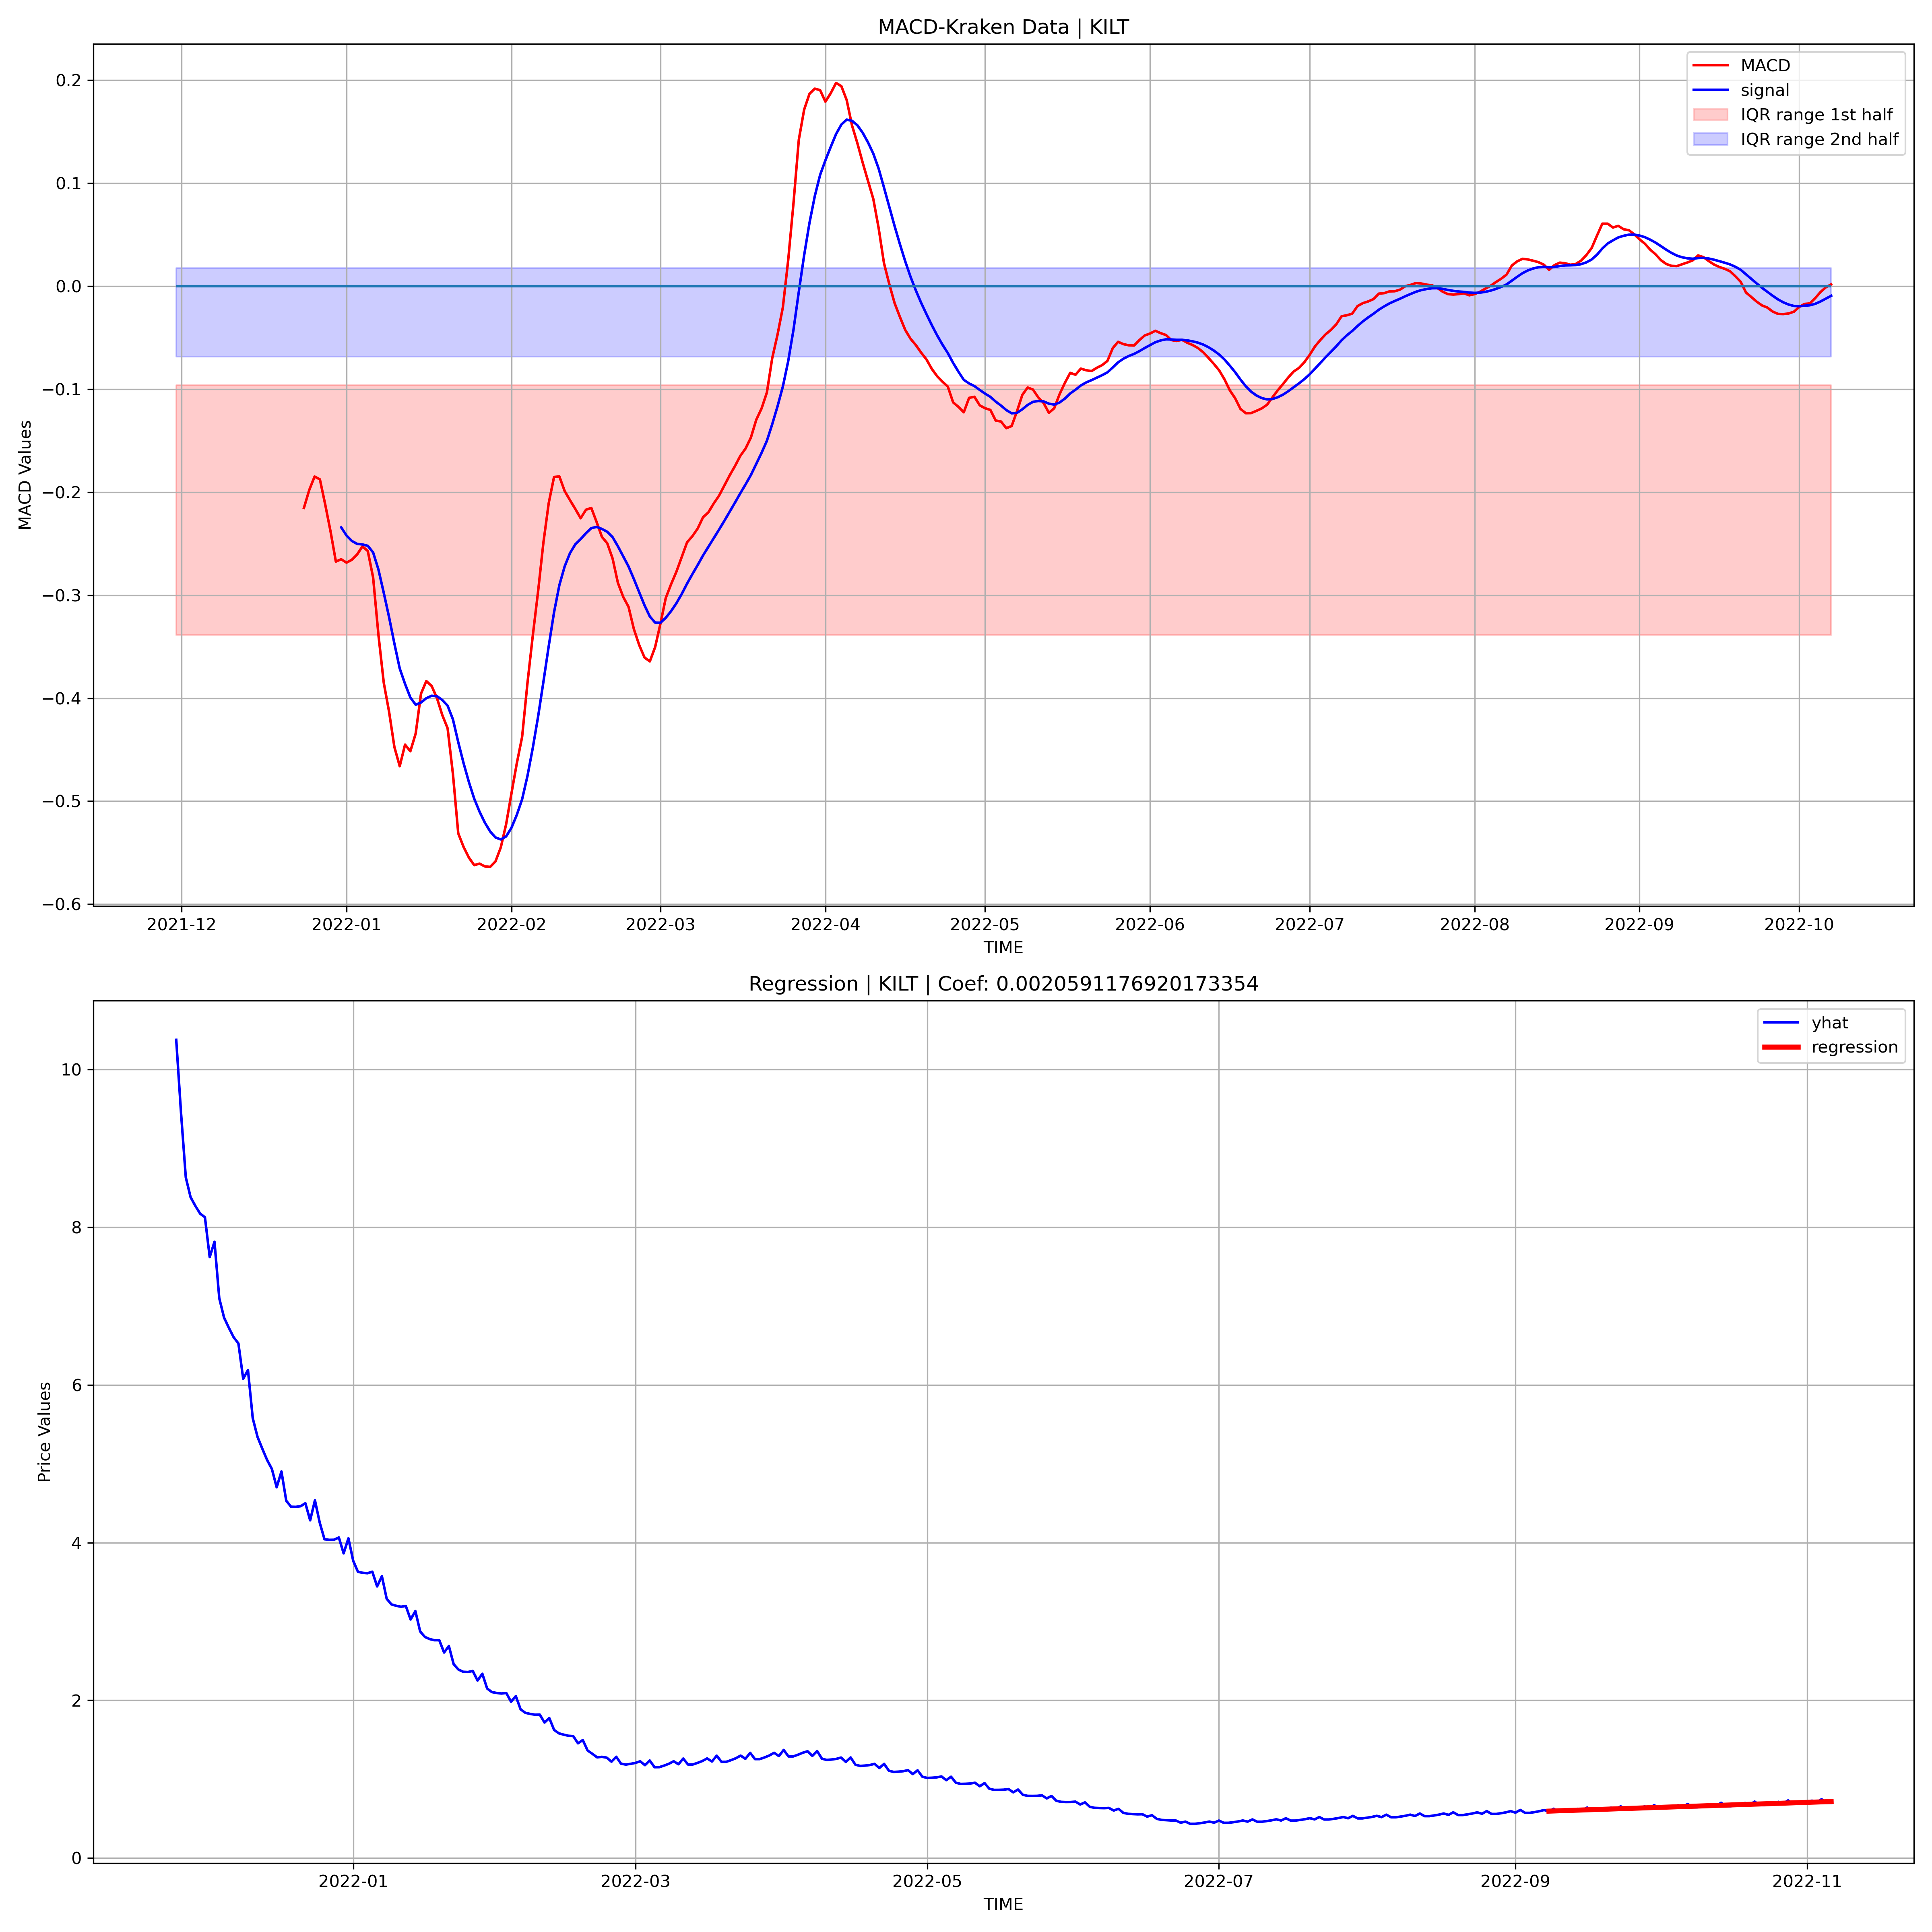 MACD-Kraken Data | KILT
MACD
signal
IQR range 1st half
IQR range 2nd half
0.2
0.1
0.0
−0.1
−0.2
−0.3
−0.4
−0.5
−0.6
MACD Values
2021-12 2022-01 2022-02 2022-03 2022-04 2022-05 2022-06 2022-07 2022-08 2022-09 2022-10
TIME
Regression | KILT | Coef: 0.0020591176920173354
yhat
regression
10
8
6
4
2
0
Price Values
2022-01 2022-03 2022-05 2022-07 2022-09 2022-11
TIME